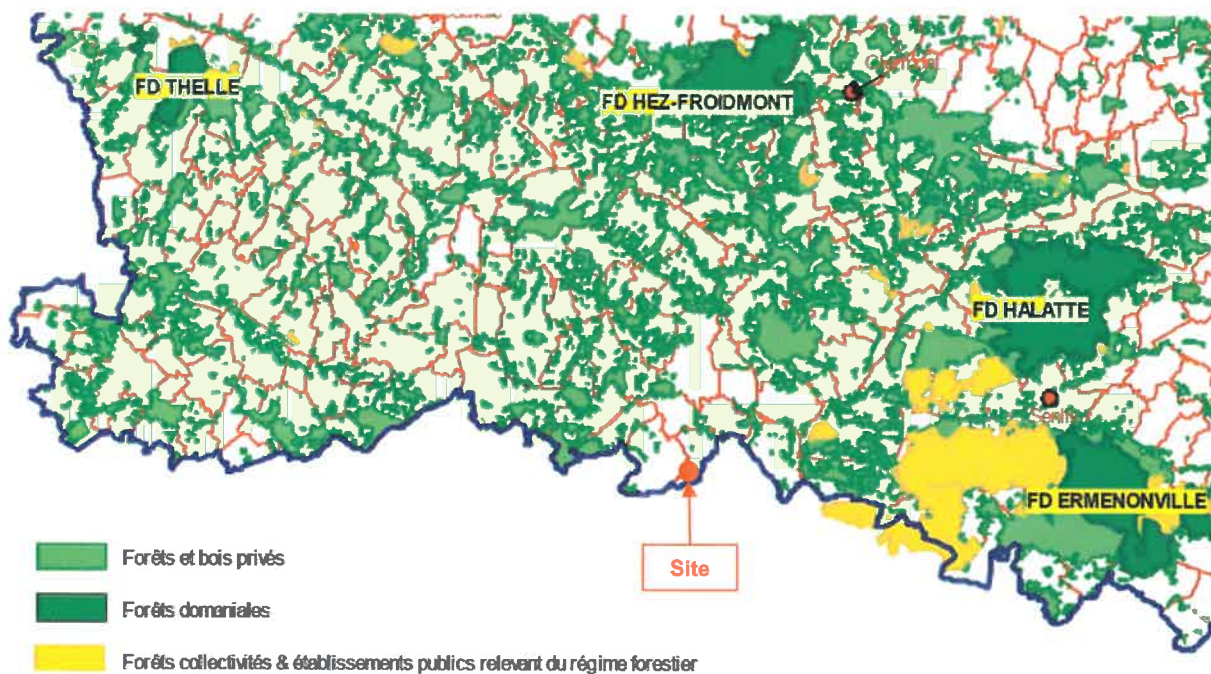 FD THELLE
FD HEZ-FROIDMONT
FD HALATTE
FD ERMENONVILLE
Site
Forêts et bois privés
Forêts domaniales
Forêts collectivités & établissements publics relevant du régime forestier